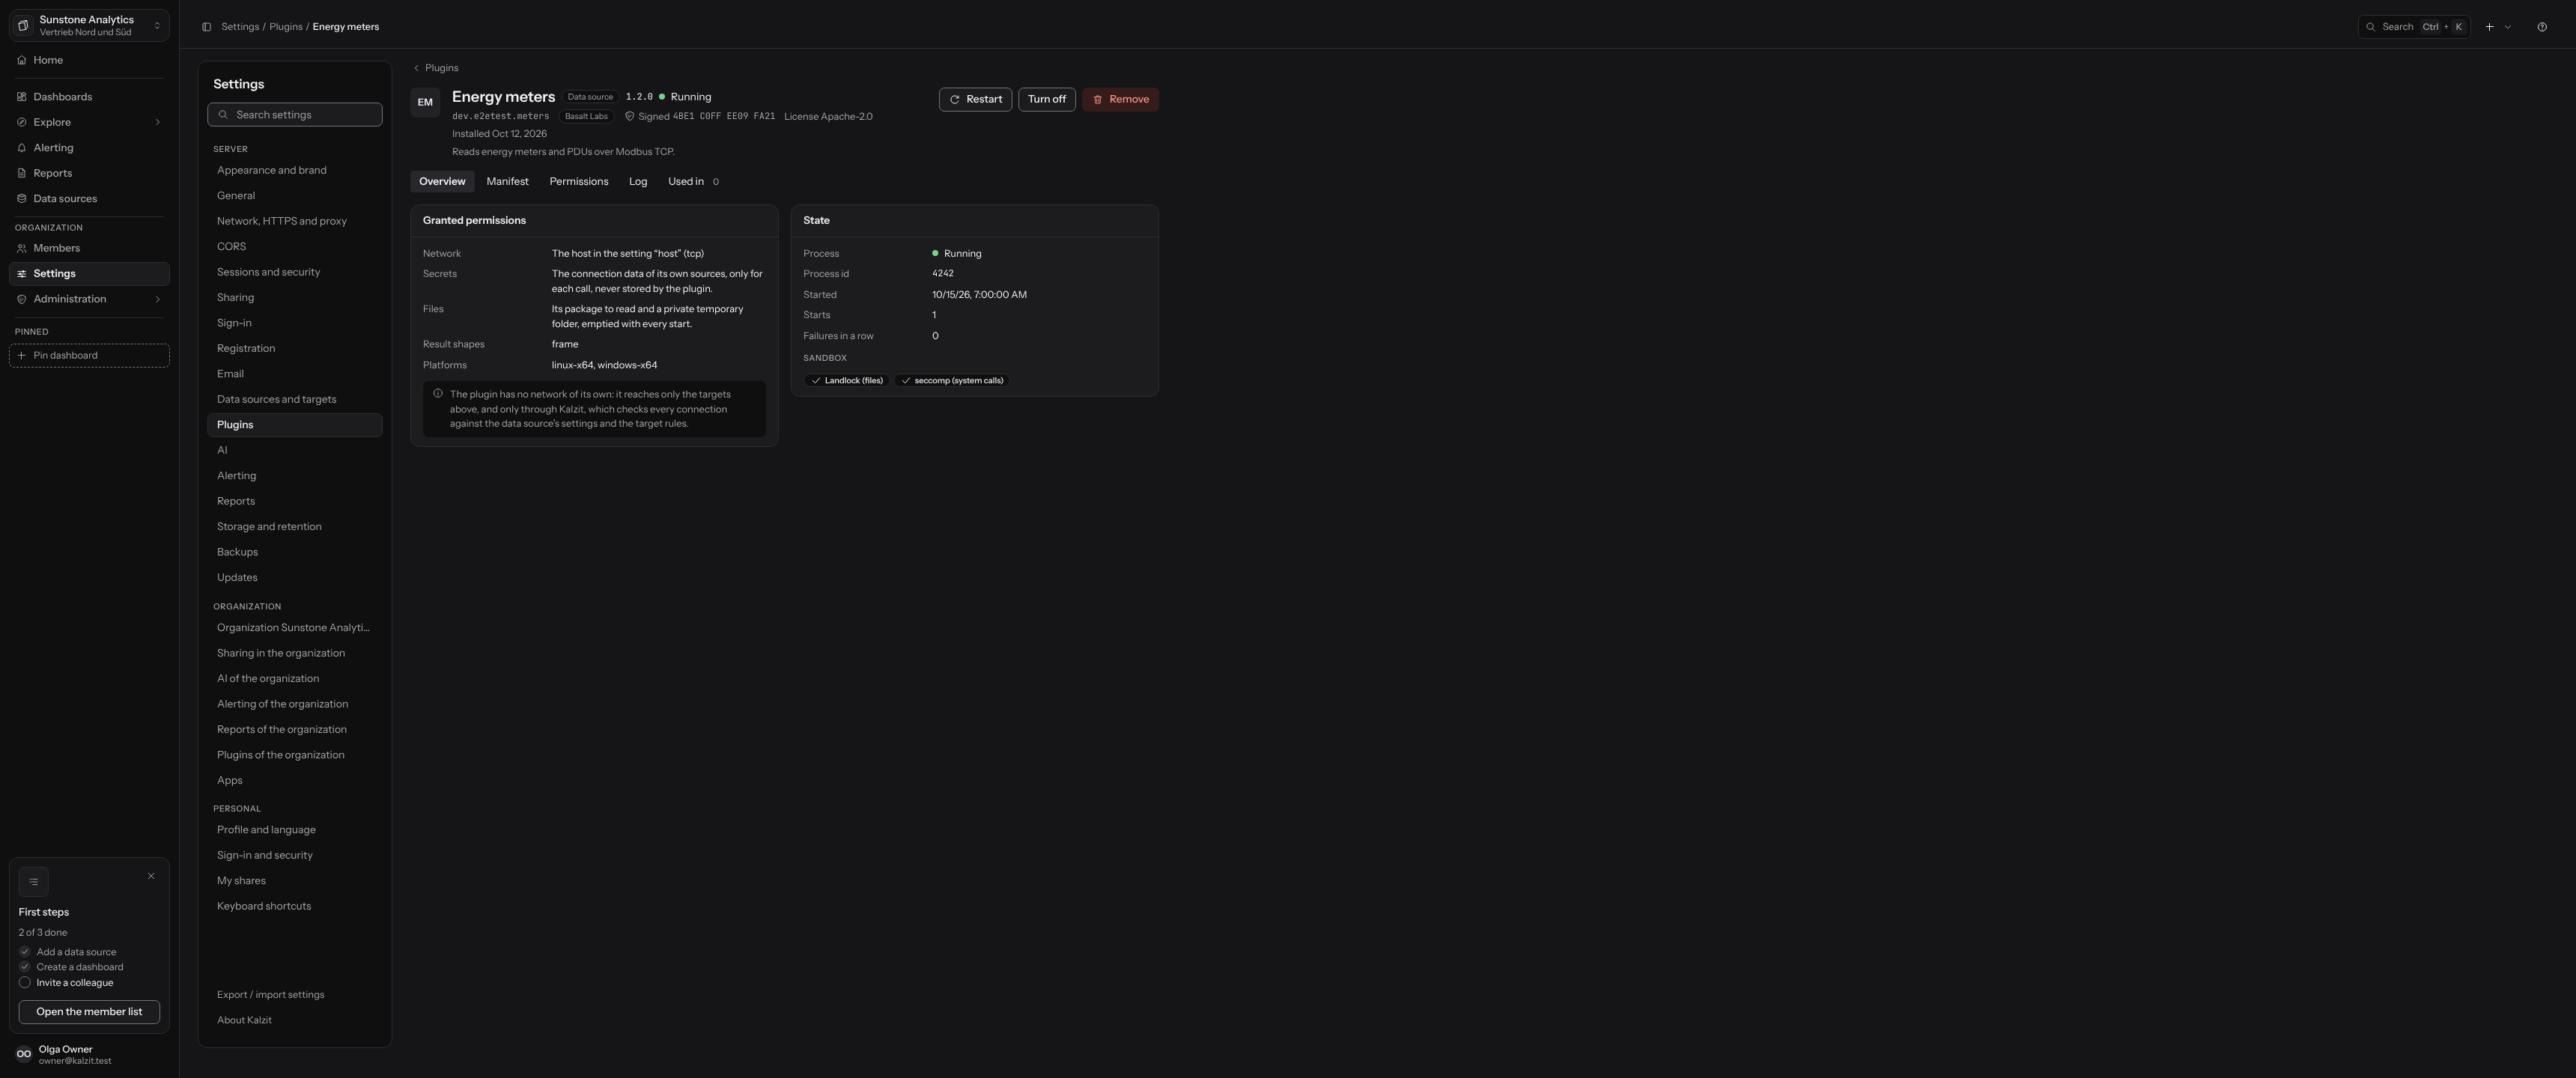 Sunstone Analytics
Vertrieb Nord und Süd
Home
Dashboards
Explore
Alerting
Reports
Data sources
ORGANIZATION
Members
Settings
Administration
PINNED
Pin dashboard
First steps
2 of 3 done
Add a data source
Create a dashboard
Invite a colleague
Open the member list
OO
Olga Owner
owner@kalzit.test
Settings / Plugins / Energy meters
Search Ctrl + K
Settings
Search settings
SERVER
Appearance and brand
General
Network, HTTPS and proxy
CORS
Sessions and security
Sharing
Sign-in
Registration
Email
Data sources and targets
Plugins
AI
Alerting
Reports
Storage and retention
Backups
Updates
ORGANIZATION
Organization Sunstone Analyti...
Sharing in the organization
AI of the organization
Alerting of the organization
Reports of the organization
Plugins of the organization
Apps
PERSONAL
Profile and language
Sign-in and security
My shares
Keyboard shortcuts
Export / import settings
About Kalzit
Plugins
EM
Energy meters Data source 1.2.0 Running
dev.e2etest.meters Basalt Labs Signed 4BE1 C0FF EE09 FA21 License Apache-2.0
Installed Oct 12, 2026
Reads energy meters and PDUs over Modbus TCP.
Restart Turn off Remove
Overview Manifest Permissions Log Used in 0
Granted permissions
Network The host in the setting “host” (tcp)
Secrets The connection data of its own sources, only for
each call, never stored by the plugin.
Files Its package to read and a private temporary
folder, emptied with every start.
Result shapes frame
Platforms linux-x64, windows-x64
The plugin has no network of its own: it reaches only the targets
above, and only through Kalzit, which checks every connection
against the data source's settings and the target rules.
State
Process Running
Process id 4242
Started 10/15/26, 7:00:00 AM
Starts 1
Failures in a row 0
SANDBOX
Landlock (files) seccomp (system calls)